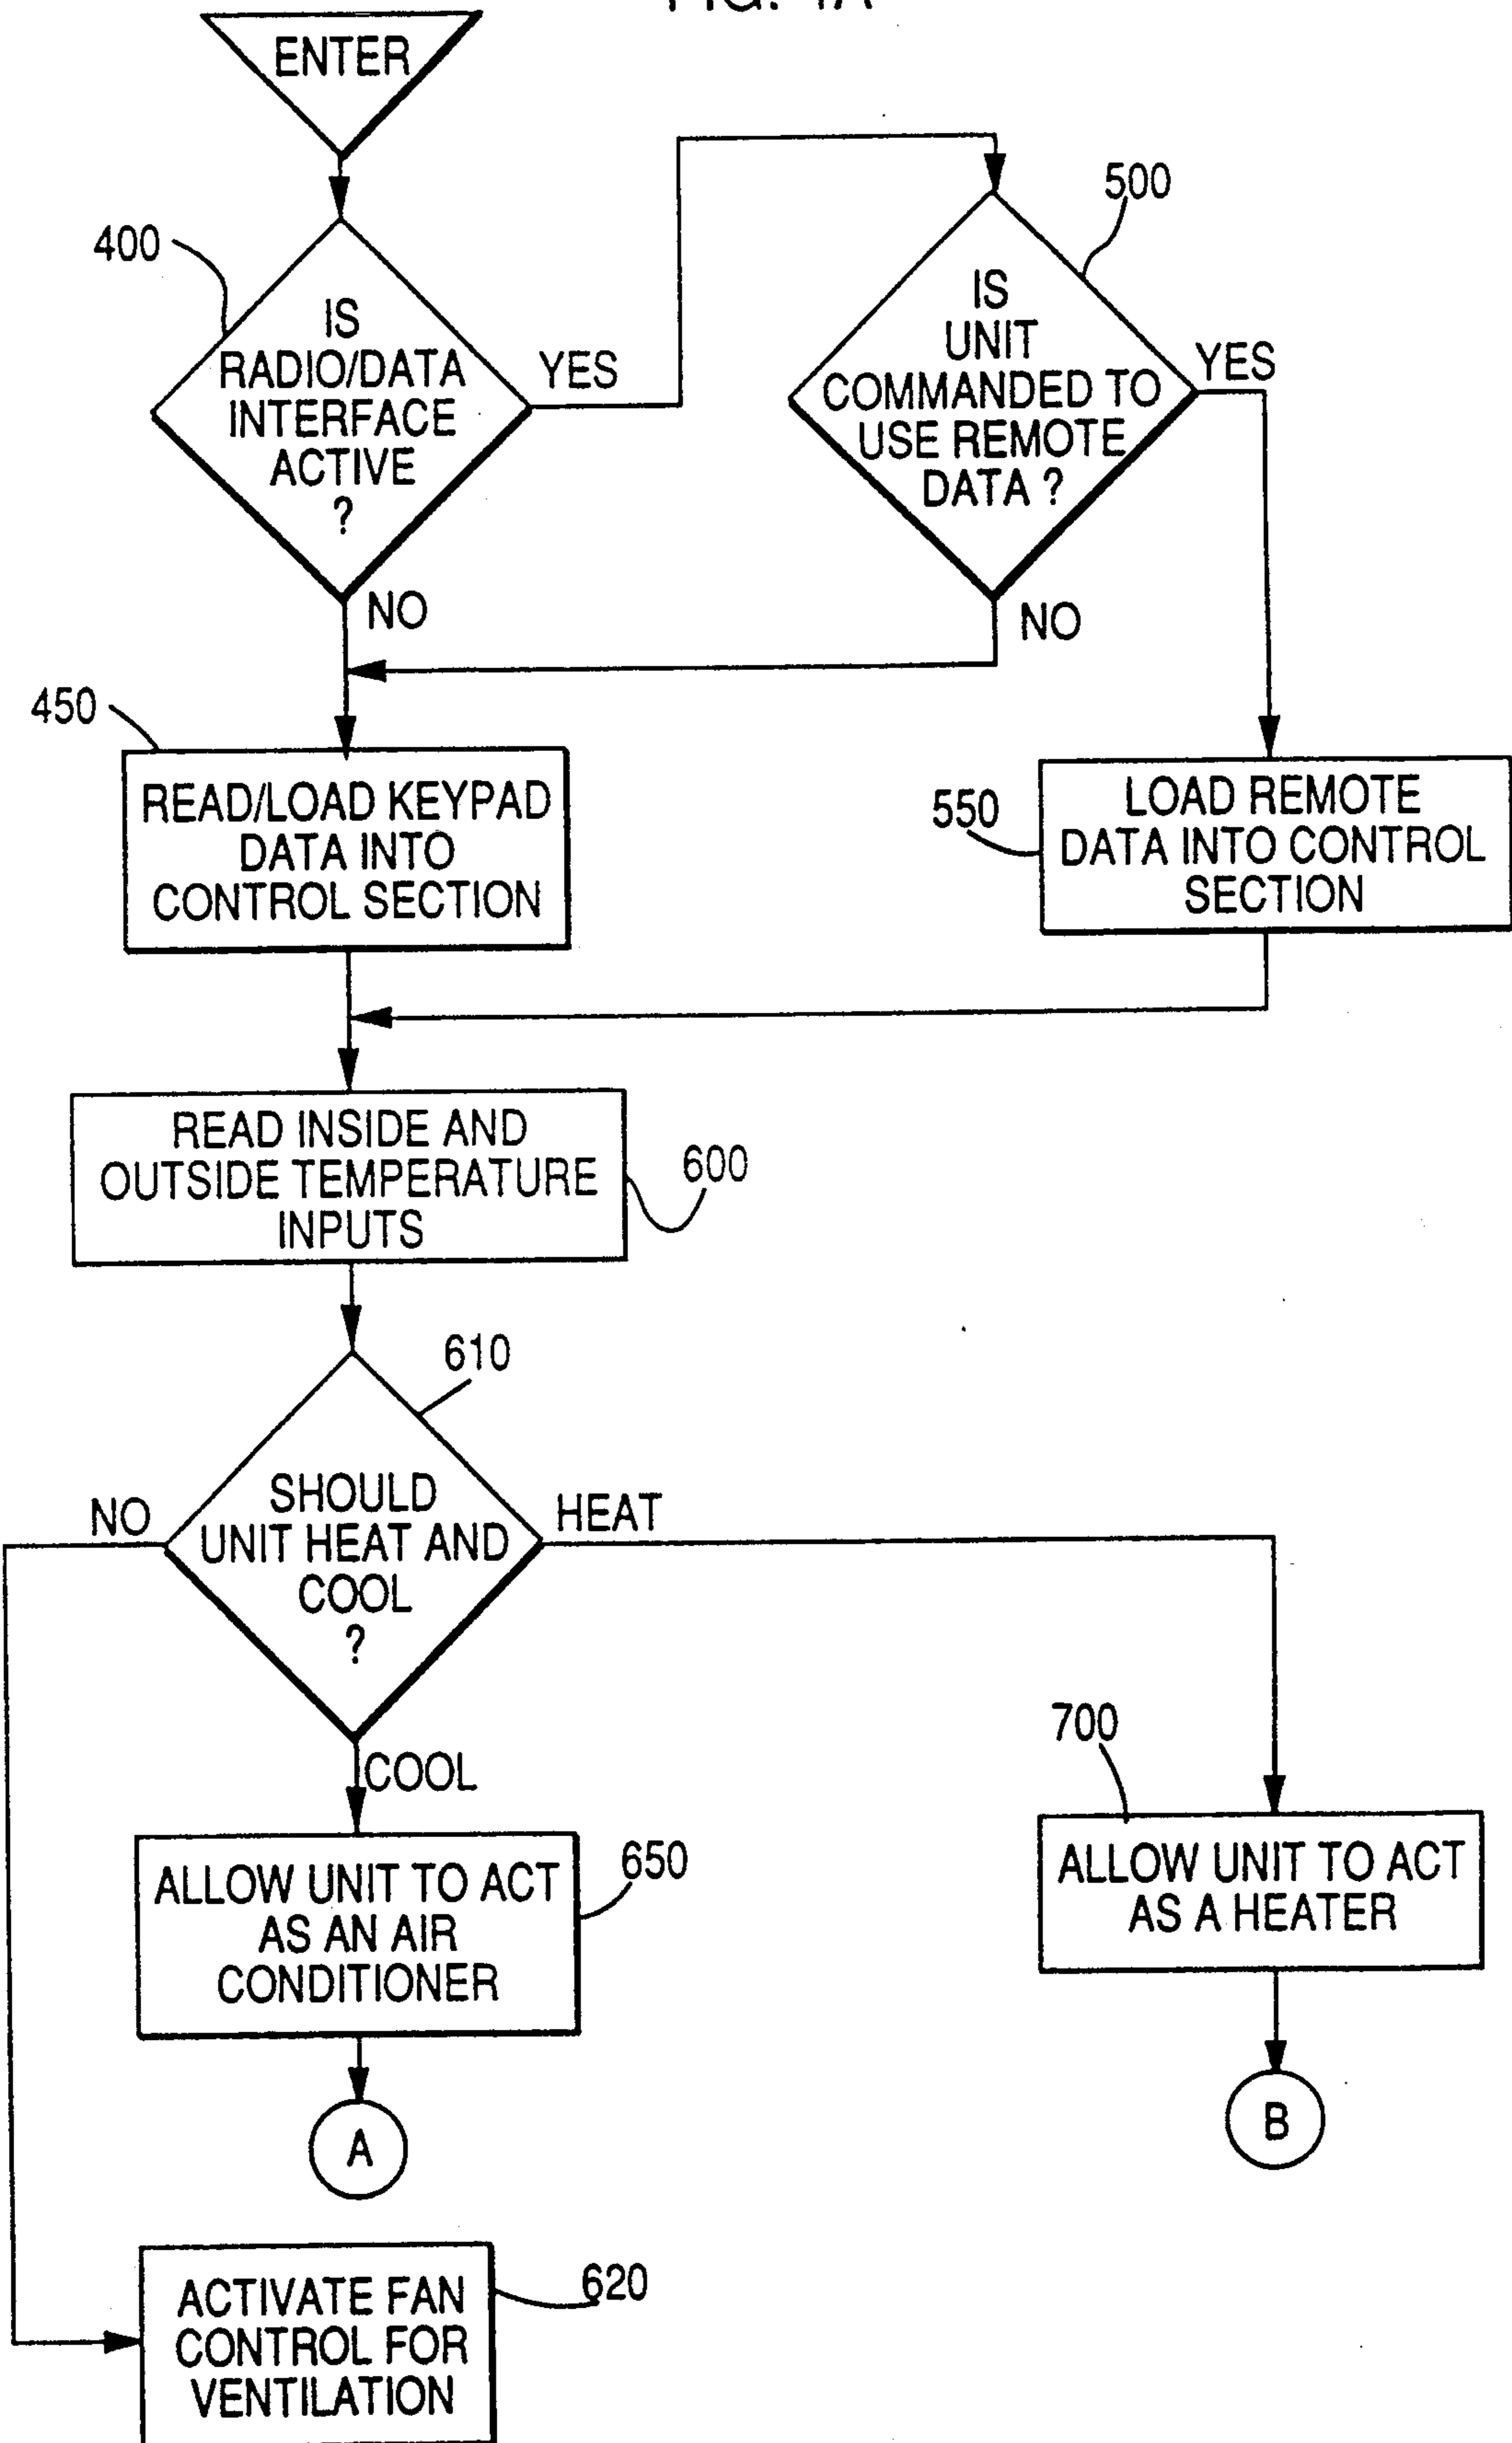 ENTER
400
IS
RADIO/DATA
INTERFACE
ACTIVE
?
YES
NO
500
IS
UNIT
COMMANDED TO
USE REMOTE
DATA ?
YES
NO
450
READ/LOAD KEYPAD
DATA INTO
CONTROL SECTION
550
LOAD REMOTE
DATA INTO CONTROL
SECTION
READ INSIDE AND
OUTSIDE TEMPERATURE
INPUTS
600
610
SHOULD
UNIT HEAT AND
COOL
?
NO
HEAT
COOL
ALLOW UNIT TO ACT
AS AN AIR
CONDITIONER
650
700
ALLOW UNIT TO ACT
AS A HEATER
A
B
ACTIVATE FAN
CONTROL FOR
VENTILATION
620